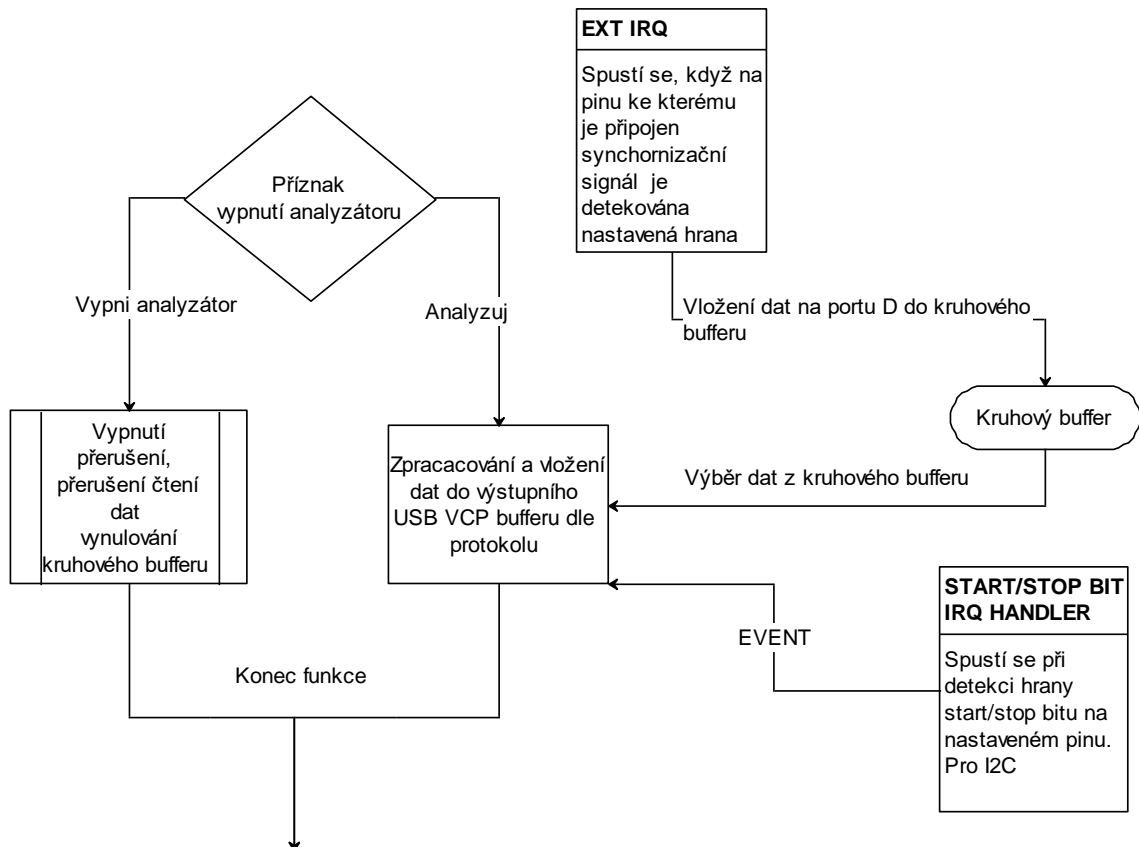 EXT IRQ
Spustí se, když na
pinu ke kterému
je připojen
synchornizační
signál je
detekována
nastavená hrana
Příznak
vypnutí analyzátoru
Vypni analyzátor
Analyzuj
Vložení dat na portu D do kruhového
bufferu
Kruhový buffer
Vypnutí
přerušení,
přerušení čtení
dat
vynulování
kruhového bufferu
Zpracacování a vložení
dat do výstupního
USB VCP bufferu dle
protokolu
Výběr dat z kruhového bufferu
START/STOP BIT
IRQ HANDLER
Spustí se při
detekci hrany
start/stop bitu na
nastaveném pinu.
Pro I2C
EVENT
Konec funkce